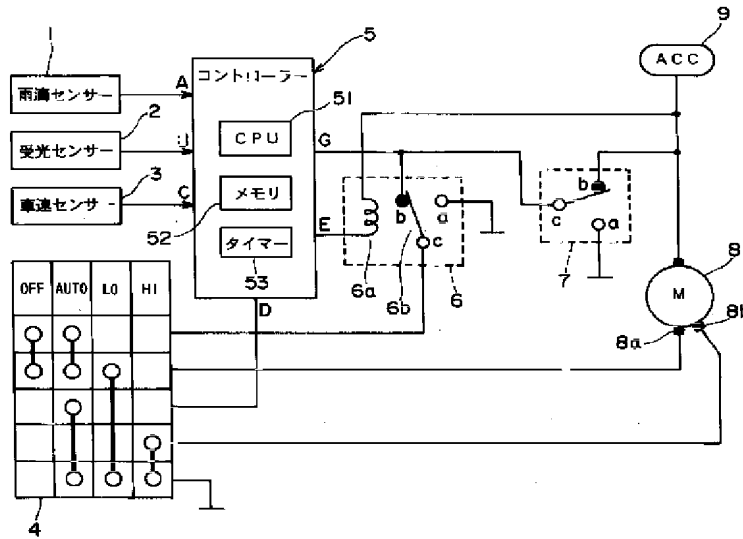 1
9
5
ACC
コントローラー
雨滴センサー
A
51
2
CPU
受光センサー
B
G
3
b
車速センサー
C
メモリ
c
a
b
a
52
E
c
タイマー
7
8
6a
6b
6
M
53
OFF AUTO LO HI
D
8b
8a
4